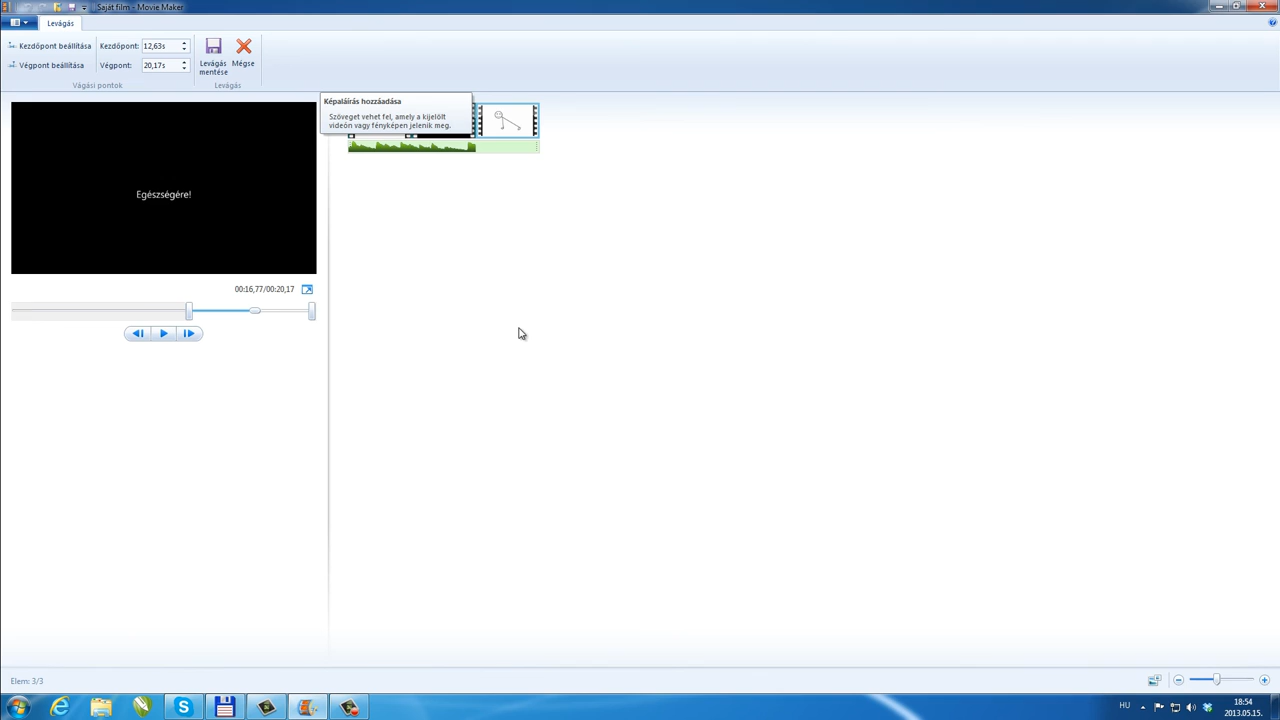 Saját film - Movie Maker
Levágás
Kezdőpont beállítása
Kezdőpont: 12,63s
Végpont beállítása
Végpont: 20,17s
Levágás mentése
Mégse
Vágási pontok
Levágás
Képaláírás hozzáadása
Szöveget vehet fel, amely a kijelölt
videón vagy fényképen jelenik meg.
Egészségére!
00:16,77/00:20,17
Elem: 3/3
HU
18:54
2013.05.15.